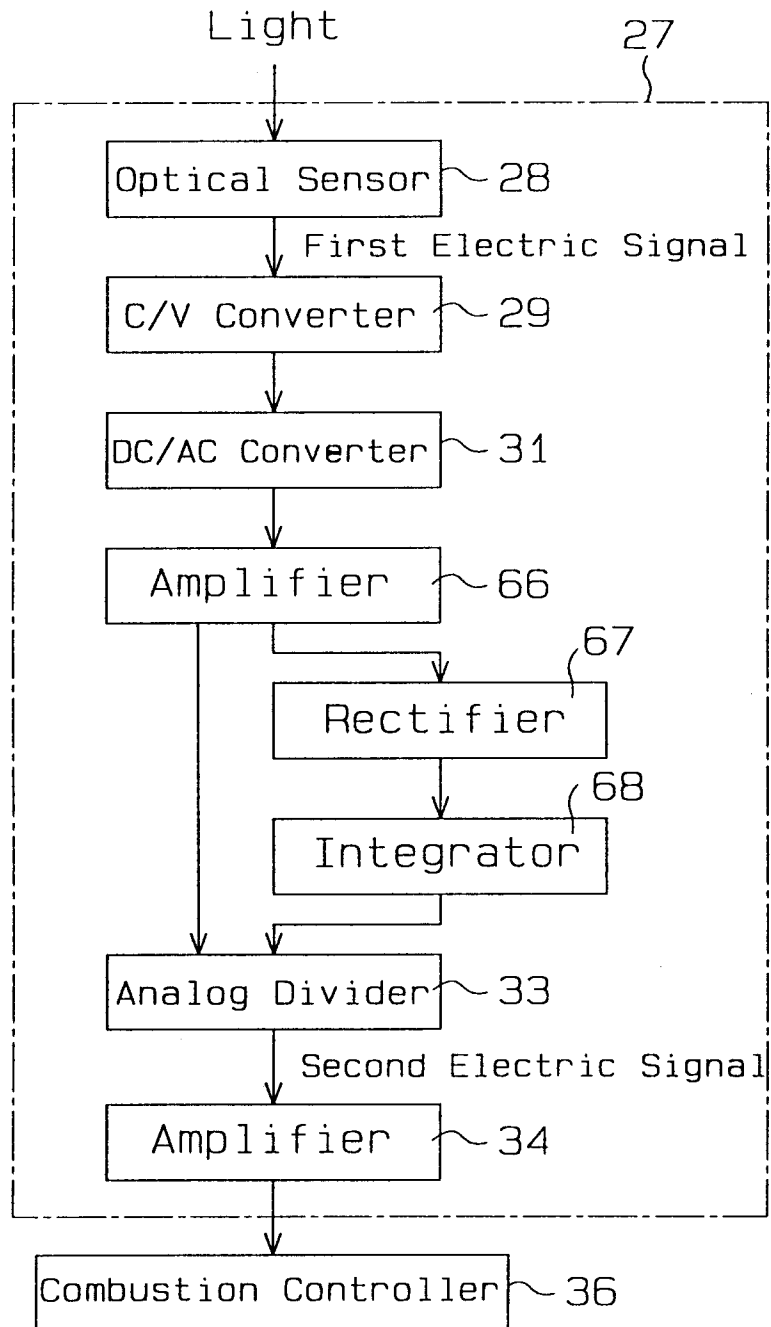 Light
27
Optical Sensor 28
First Electric Signal
C/V Converter 29
DC/AC Converter 31
Amplifier 66
67
Rectifier
68
Integrator
Analog Divider 33
Second Electric Signal
Amplifier 34
Combustion Controller 36